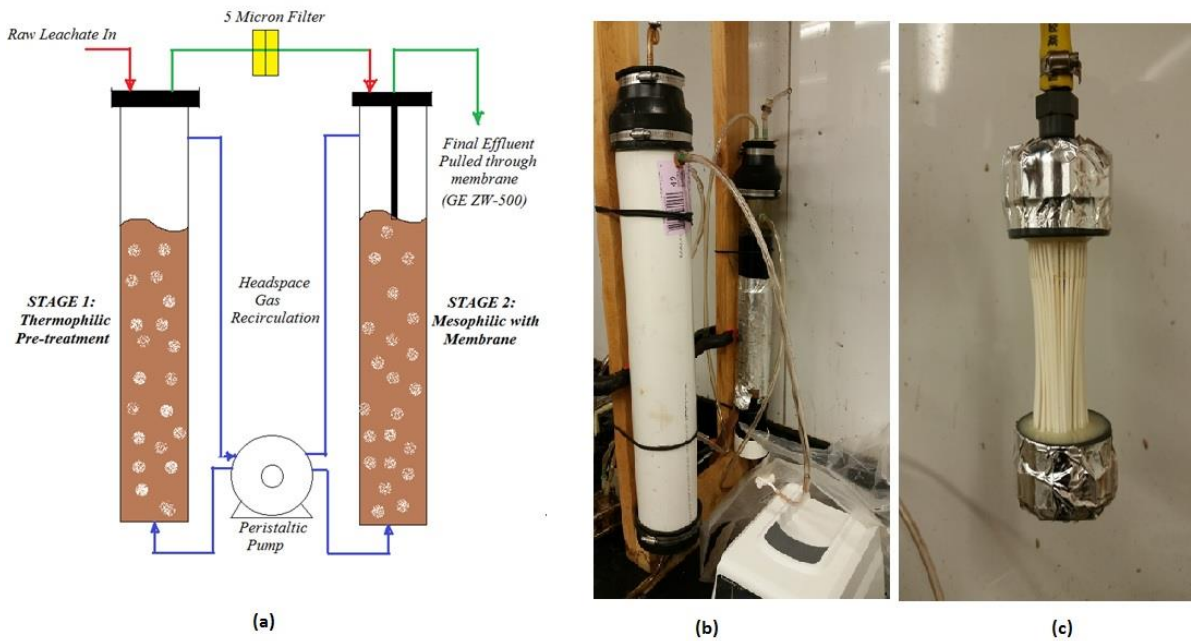 5 Micron Filter
Raw Leachate In
Final Effluent
Pulled through
membrane
(GE ZW-500)
STAGE 1:
Thermophilic
Pre-treatment
Headspace
Gas
Recirculation
STAGE 2:
Mesophilic with
Membrane
Peristaltic
Pump
(a)
(b)
(c)